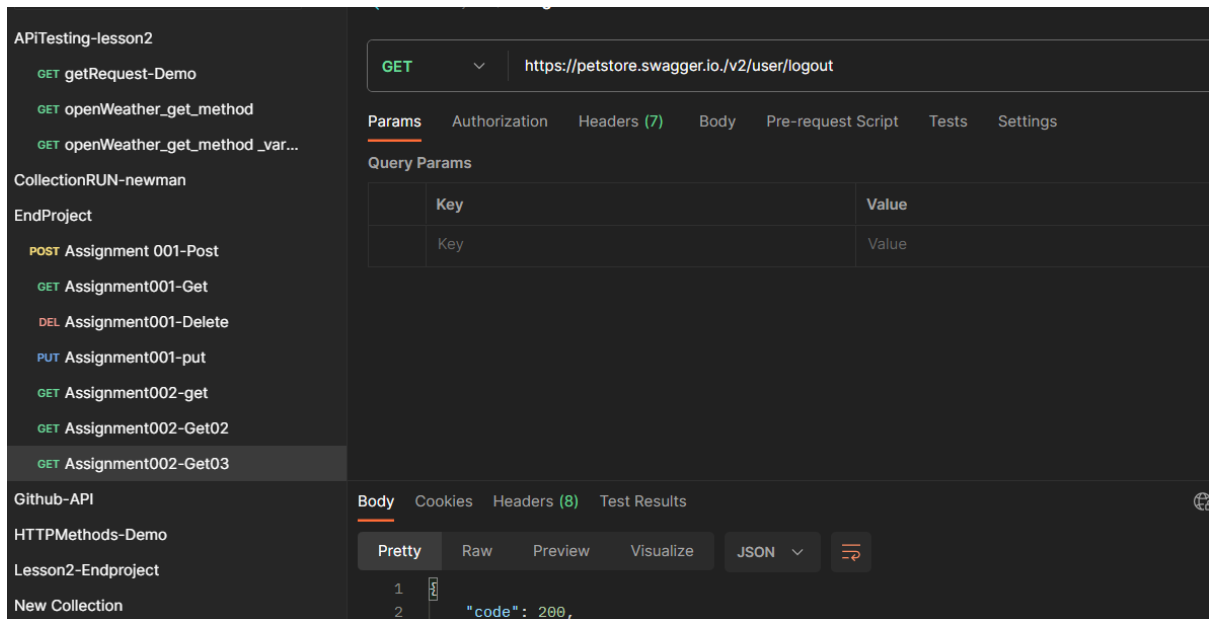 APiTesting-lesson2
GET getRequest-Demo
GET openWeather_get_method
GET openWeather_get_method _var...
CollectionRUN-newman
EndProject
POST Assignment 001-Post
GET Assignment001-Get
DEL Assignment001-Delete
PUT Assignment001-put
GET Assignment002-get
GET Assignment002-Get02
GET Assignment002-Get03
Github-API
HTTPMethods-Demo
Lesson2-Endproject
New Collection
GET https://petstore.swagger.io./v2/user/logout
Params Authorization Headers (7) Body Pre-request Script Tests Settings
Query Params
Key Value
Key Value
Body Cookies Headers (8) Test Results
Pretty Raw Preview Visualize JSON
1 {
2 "code": 200,